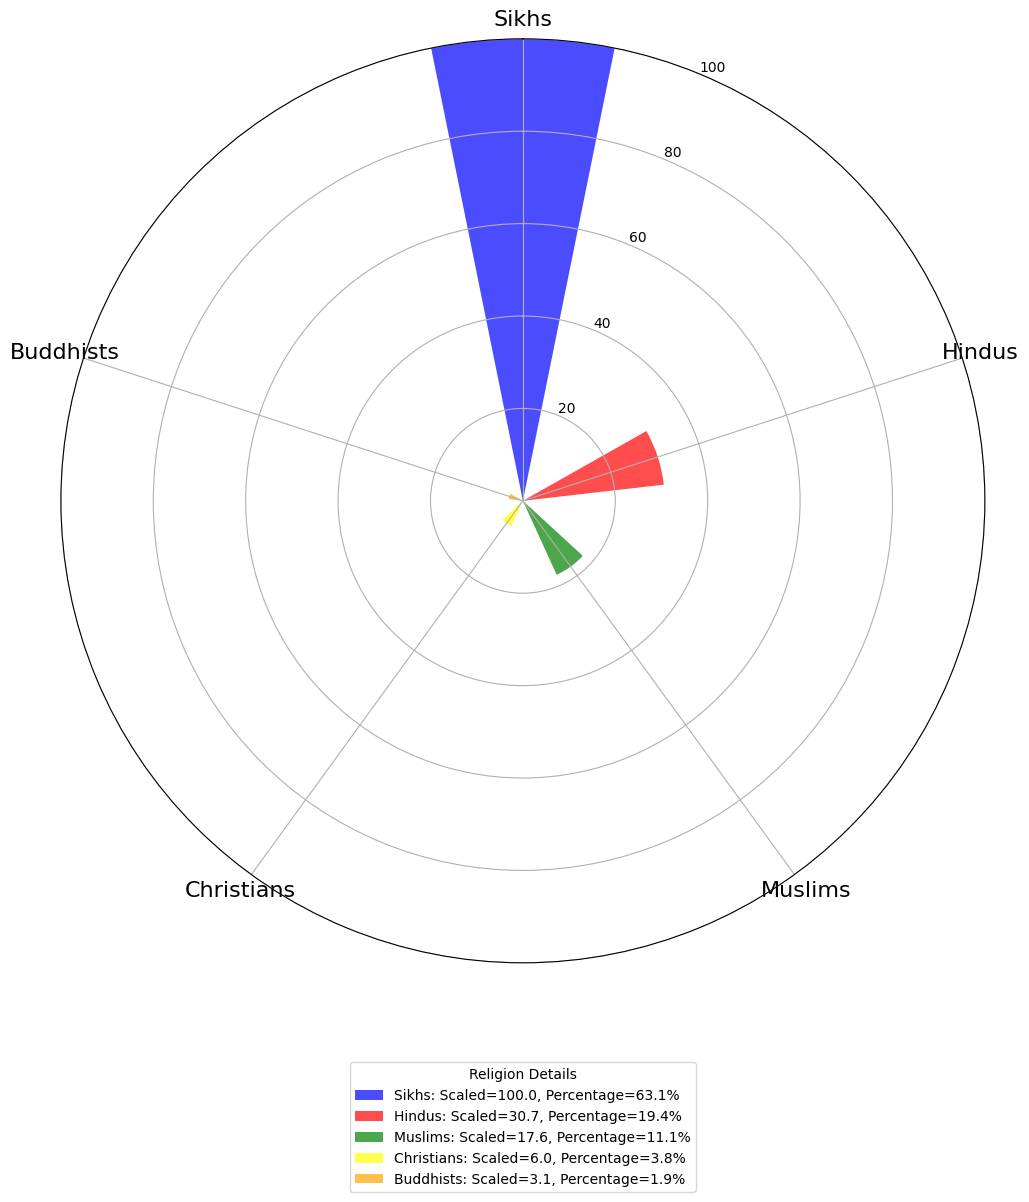 Sikhs
100
80
60
40
20
Buddhists
Hindus
Christians
Muslims
Religion Details
Sikhs: Scaled=100.0, Percentage=63.1%
Hindus: Scaled=30.7, Percentage=19.4%
Muslims: Scaled=17.6, Percentage=11.1%
Christians: Scaled=6.0, Percentage=3.8%
Buddhists: Scaled=3.1, Percentage=1.9%